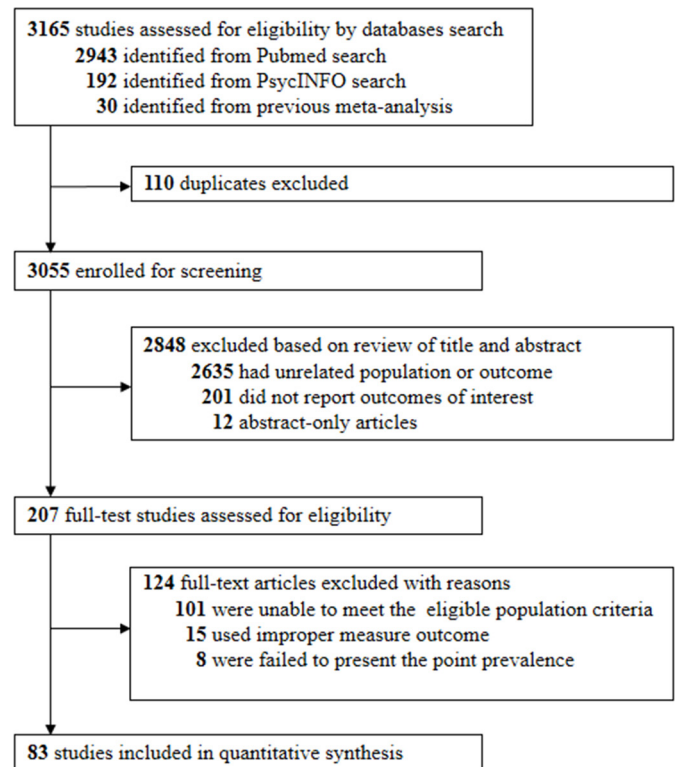 3165 studies assessed for eligibility by databases search
2943 identified from Pubmed search
192 identified from PsycINFO search
30 identified from previous meta-analysis
110 duplicates excluded
3055 enrolled for screening
2848 excluded based on review of title and abstract
2635 had unrelated population or outcome
201 did not report outcomes of interest
12 abstract-only articles
207 full-test studies assessed for eligibility
124 full-text articles excluded with reasons
101 were unable to meet the eligible population criteria
15 used improper measure outcome
8 were failed to present the point prevalence
83 studies included in quantitative synthesis